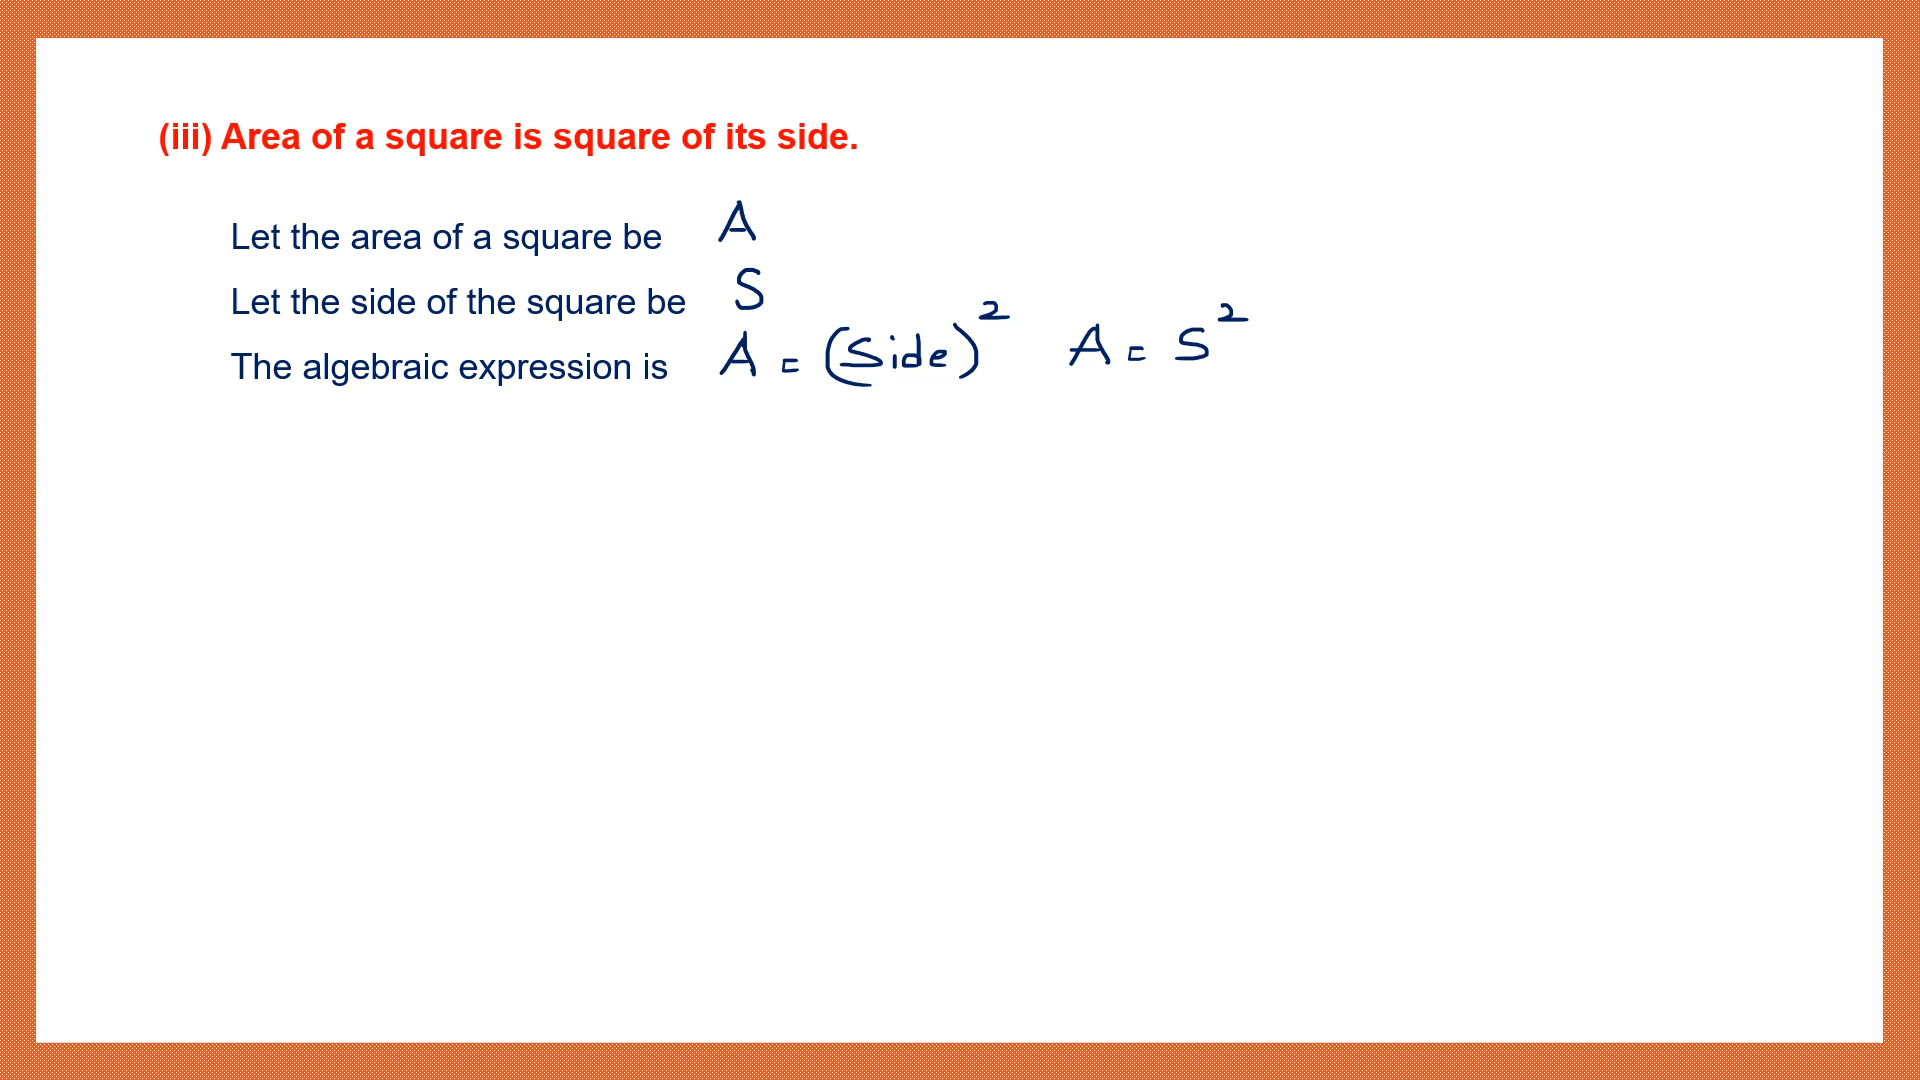 (iii) Area of a square is square of its side.
Let the area of a square be A
Let the side of the square be S
The algebraic expression is A = (Side)² A = S²